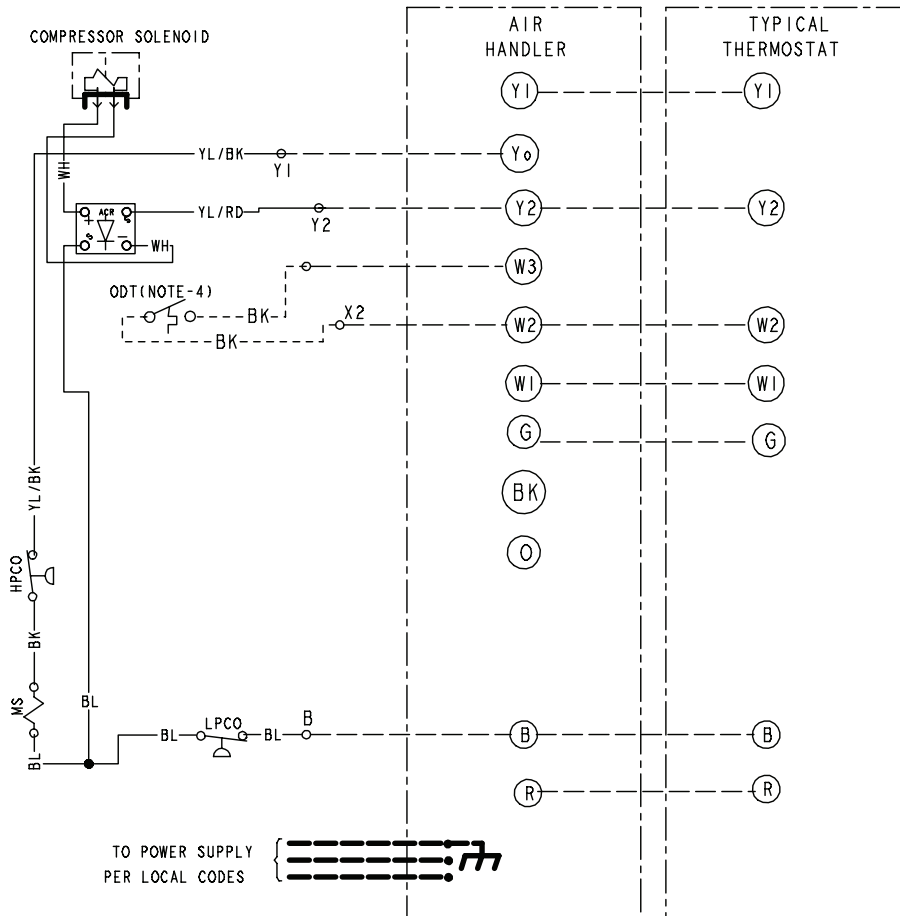 AIR
HANDLER
TYPICAL
THERMOSTAT
COMPRESSOR SOLENOID
Y1
Y1
YL/BK
Y1
Yo
WH
ACR
+
S
S
−
YL/RD
Y2
Y2
Y2
WH
W3
ODT(NOTE-4)
BK
BK
X2
W2
W2
W1
W1
G
G
YL/BK
BK
O
HPCO
BK
MS
BL
BL
BL
LPCO
BL
B
B
B
R
R
TO POWER SUPPLY
PER LOCAL CODES